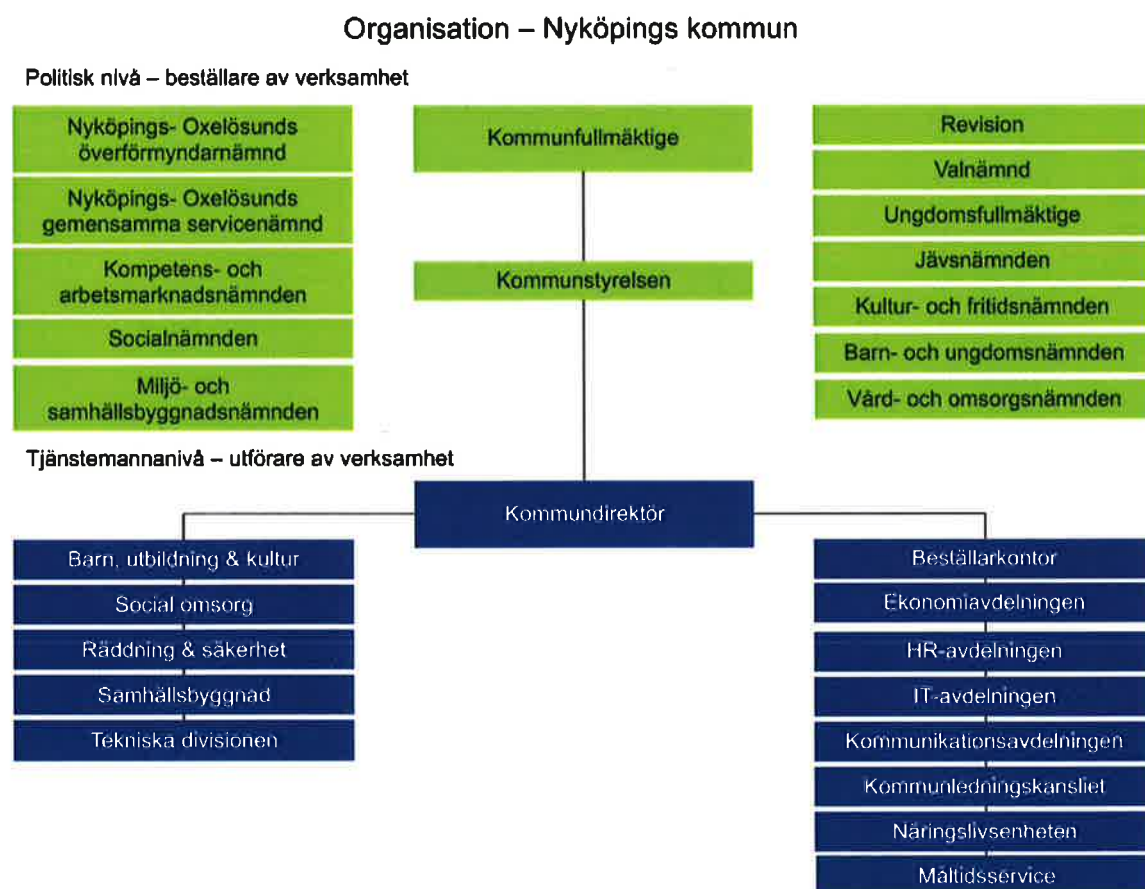 Organisation – Nyköpings kommun
Politisk nivå – beställare av verksamhet
Nyköpings- Oxelösunds
överförmyndarnämnd
Nyköpings- Oxelösunds
gemensamma servicenämnd
Kompetens- och
arbetsmarknadsnämnden
Socialnämnden
Miljö- och
samhällsbyggnadsnämnden
Kommunfullmäktige
Kommunstyrelsen
Revision
Valnämnd
Ungdomsfullmäktige
Jävsnämnden
Kultur- och fritidsnämnden
Barn- och ungdomsnämnden
Vård- och omsorgsnämnden
Tjänstemannanivå – utförare av verksamhet
Kommundirektör
Barn, utbildning & kultur
Social omsorg
Räddning & säkerhet
Samhällsbyggnad
Tekniska divisionen
Beställarkontor
Ekonomiavdelningen
HR-avdelningen
IT-avdelningen
Kommunikationsavdelningen
Kommunledningskansliet
Näringslivsenheten
Måltidsservice